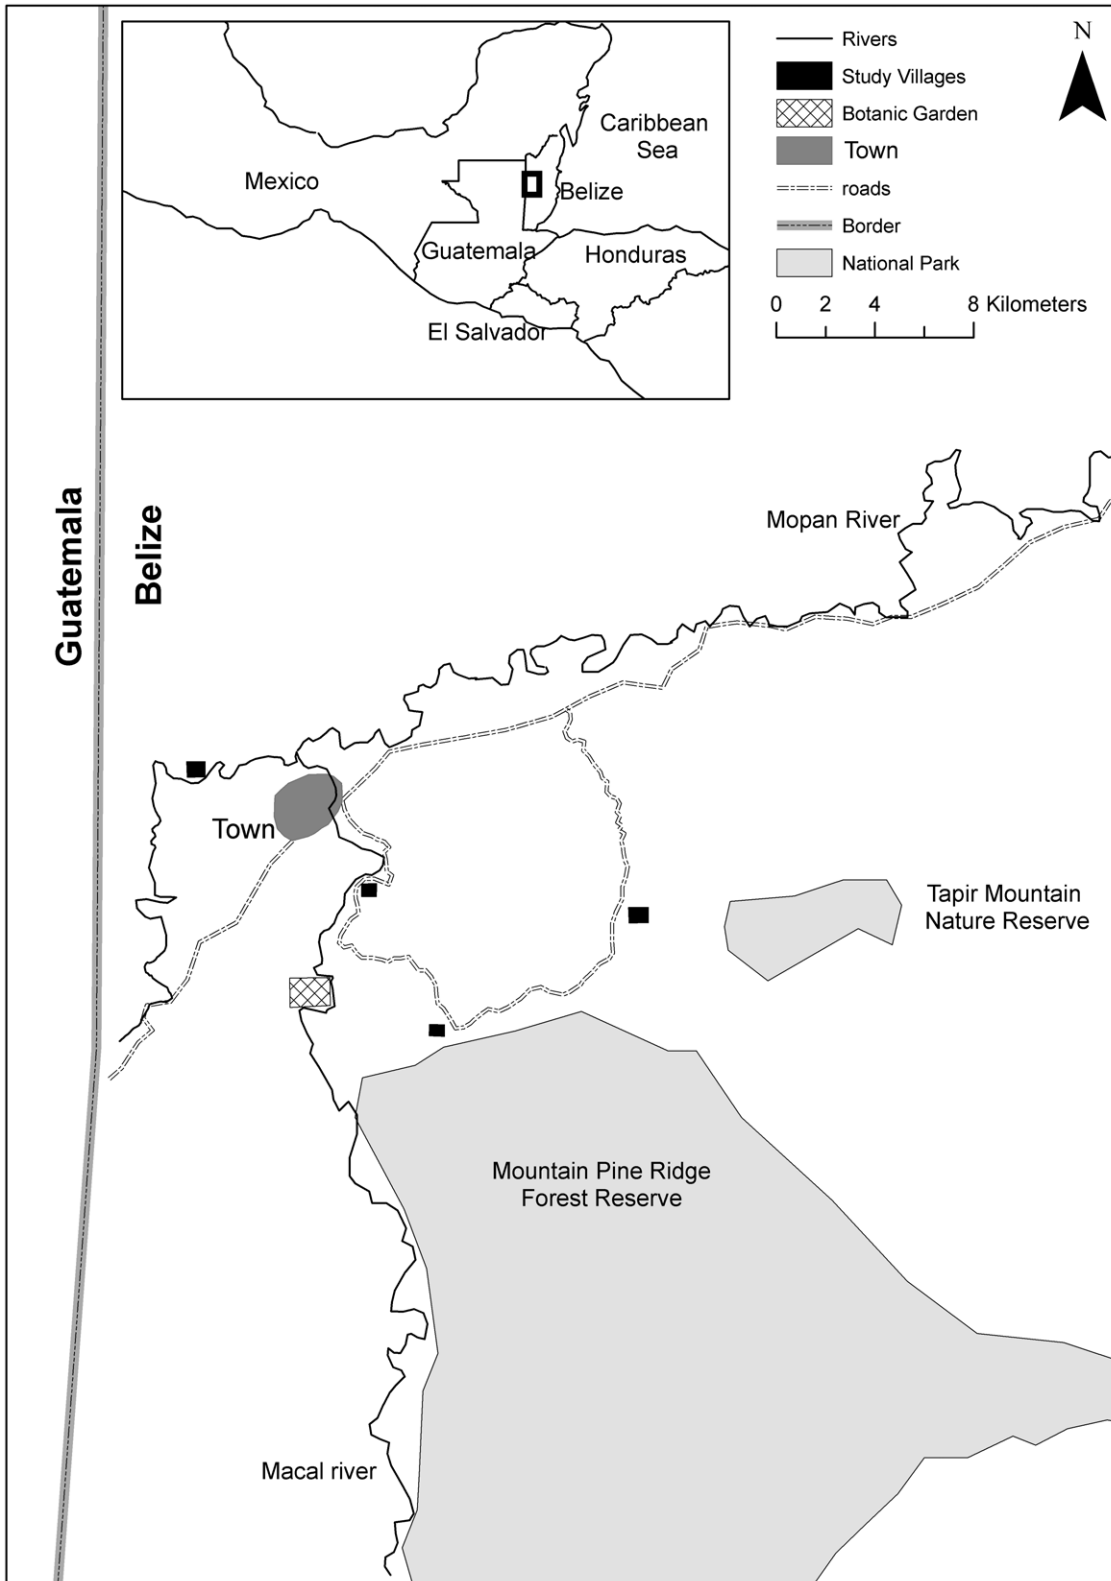 Mexico
Caribbean
Sea
Belize
Guatemala
Honduras
El Salvador
N
Rivers
Study Villages
Botanic Garden
Town
roads
Border
National Park
0 2 4 8 Kilometers
Guatemala
Belize
Mopan River
Town
Tapir Mountain
Nature Reserve
Mountain Pine Ridge
Forest Reserve
Macal river